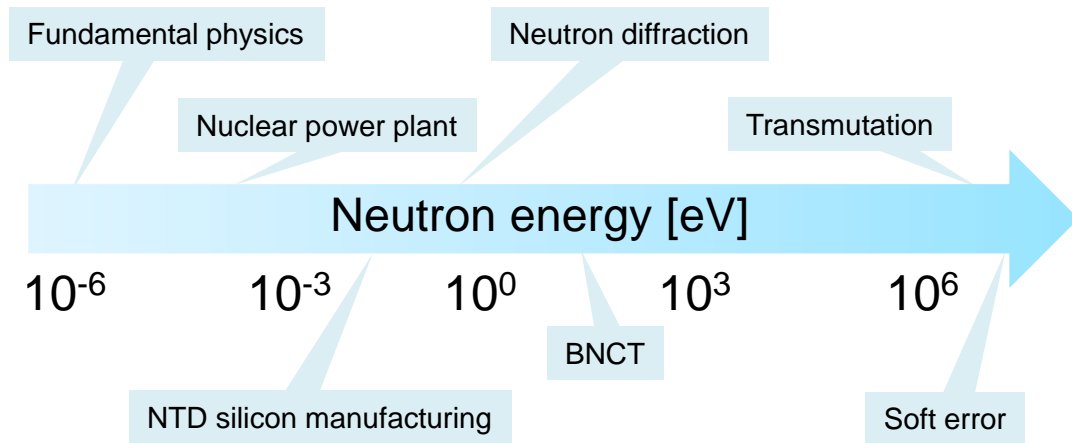 Fundamental physics
Neutron diffraction
Nuclear power plant
Transmutation
Neutron energy [eV]
10⁻⁶ 10⁻³ 10⁰ 10³ 10⁶
BNCT
NTD silicon manufacturing
Soft error